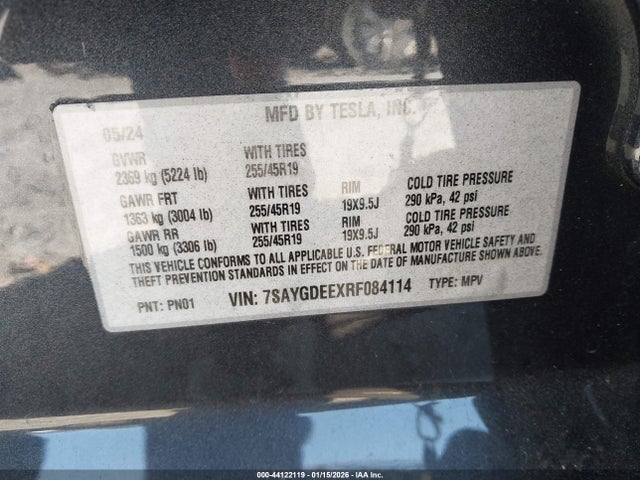 MFD BY TESLA, INC.
05/24
GVWR WITH TIRES
2369 kg (5224 lb) 255/45R19
GAWR FRT WITH TIRES RIM COLD TIRE PRESSURE
1363 kg (3004 lb) 255/45R19 19X9.5J 290 kPa, 42 psi
GAWR RR WITH TIRES RIM COLD TIRE PRESSURE
1500 kg (3306 lb) 255/45R19 19X9.5J 290 kPa, 42 psi
THIS VEHICLE CONFORMS TO ALL APPLICABLE U.S. FEDERAL MOTOR VEHICLE SAFETY AND
THEFT PREVENTION STANDARDS IN EFFECT ON THE DATE OF MANUFACTURE SHOWN ABOVE.
PNT: PN01 VIN: 7SAYGDEEXRF084114 TYPE: MPV
000-44122119 | 01/15/2026 - IAA Inc.